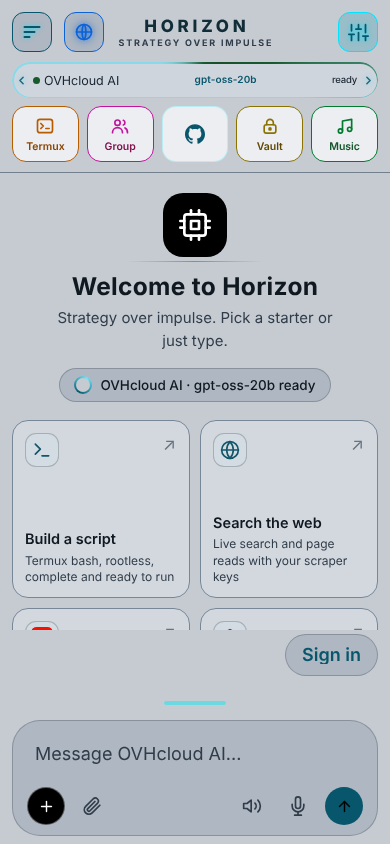 HORIZON
STRATEGY OVER IMPULSE
OVHcloud AI gpt-oss-20b ready
Termux Group Vault Music
Welcome to Horizon
Strategy over impulse. Pick a starter or
just type.
OVHcloud AI · gpt-oss-20b ready
Build a script
Termux bash, rootless,
complete and ready to run
Search the web
Live search and page
reads with your scraper
keys
Sign in
Message OVHcloud AI...